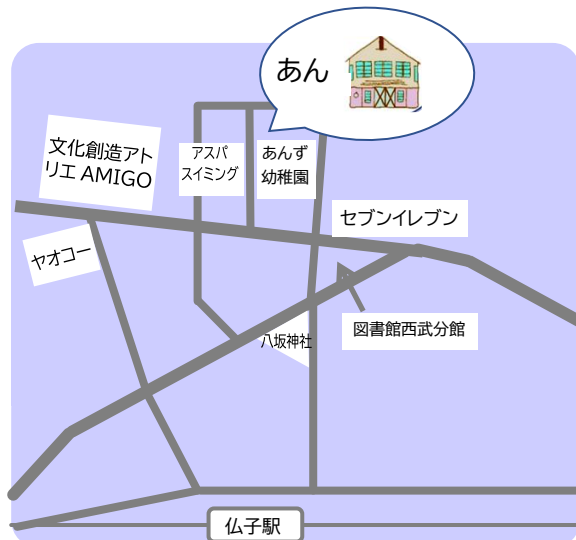 あん
文化創造アト
リエ AMIGO
アスパ
スイミング
あんず
幼稚園
セブンイレブン
ヤオコー
図書館西武分館
八坂神社
仏子駅